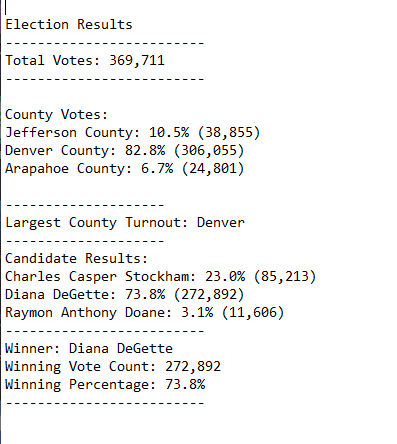 Election Results
-------------------------
Total Votes: 369,711
-------------------------
County Votes:
Jefferson County: 10.5% (38,855)
Denver County: 82.8% (306,055)
Arapahoe County: 6.7% (24,801)
--------------------
Largest County Turnout: Denver
--------------------
Candidate Results:
Charles Casper Stockham: 23.0% (85,213)
Diana DeGette: 73.8% (272,892)
Raymon Anthony Doane: 3.1% (11,606)
-------------------------
Winner: Diana DeGette
Winning Vote Count: 272,892
Winning Percentage: 73.8%
-------------------------